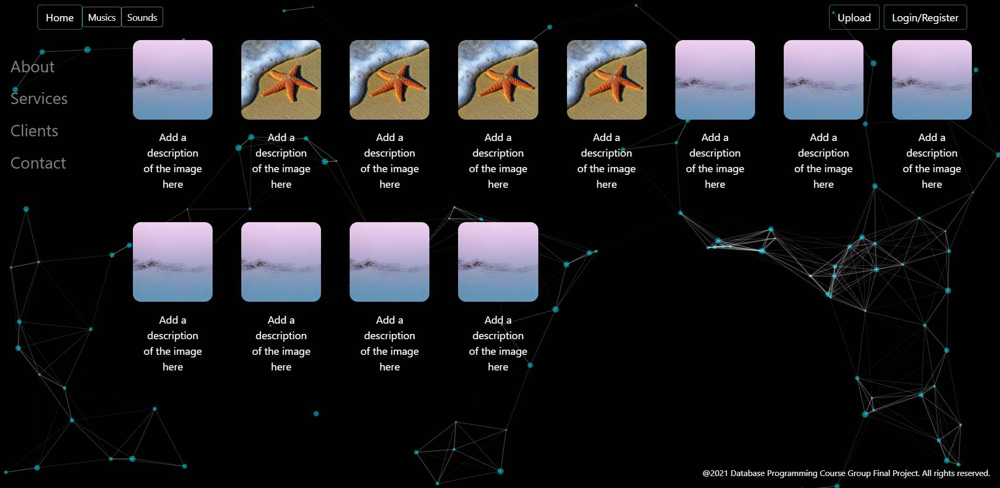 Home Musics Sounds Upload Login/Register
About
Services
Clients
Contact
Add a
description
of the image
here
Add a
description
of the image
here
Add a
description
of the image
here
Add a
description
of the image
here
Add a
description
of the image
here
Add a
description
of the image
here
Add a
description
of the image
here
Add a
description
of the image
here
Add a
description
of the image
here
Add a
description
of the image
here
Add a
description
of the image
here
Add a
description
of the image
here
@2021 Database Programming Course Group Final Project. All rights reserved.